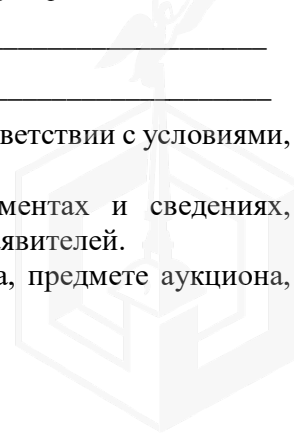 ветствии с условиями,
ментах и сведениях,
явителей.
а, предмете аукциона,